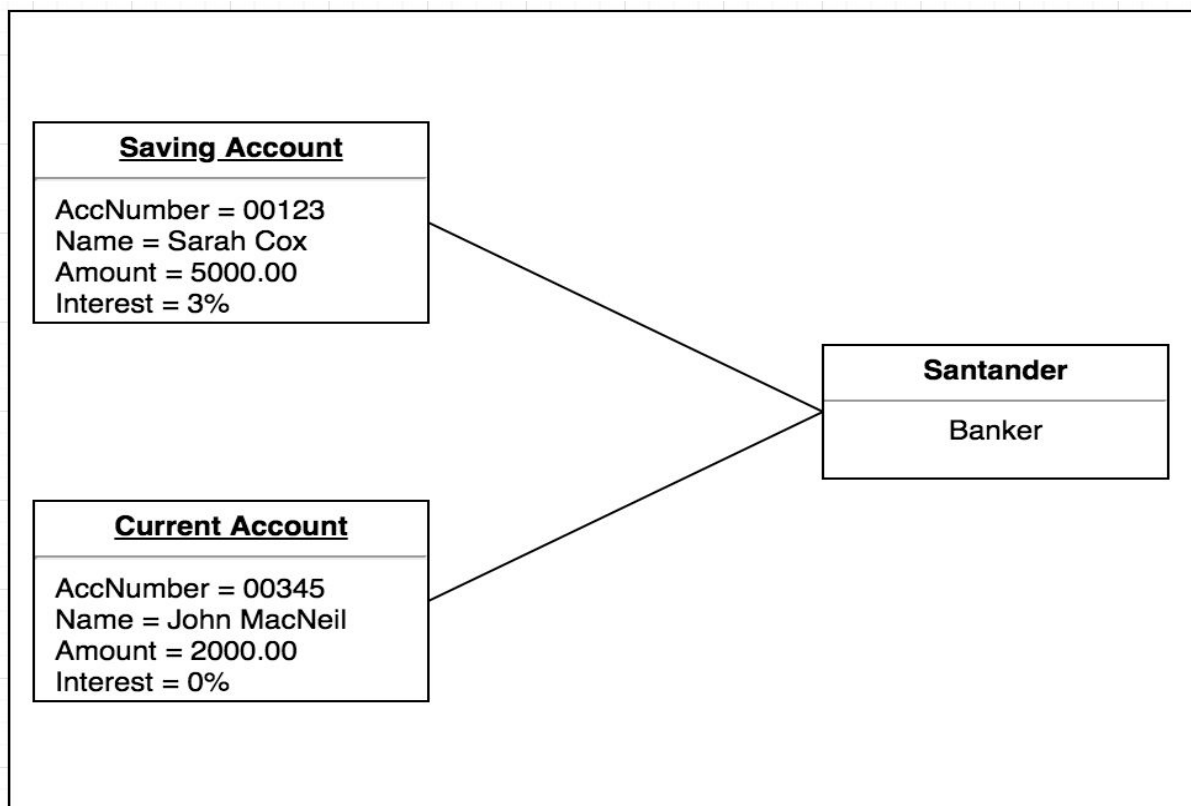 Saving Account
AccNumber = 00123
Name = Sarah Cox
Amount = 5000.00
Interest = 3%
Santander
Banker
Current Account
AccNumber = 00345
Name = John MacNeil
Amount = 2000.00
Interest = 0%